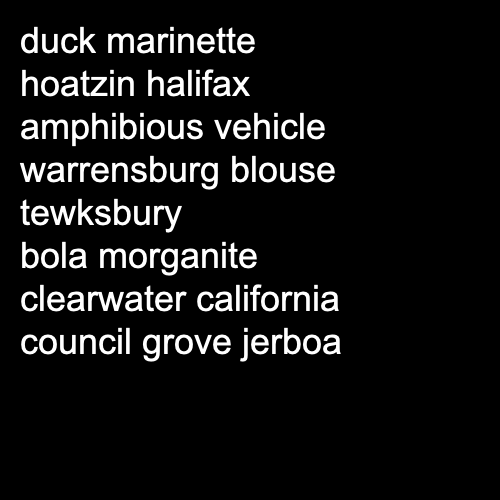 duck marinette
hoatzin halifax
amphibious vehicle
warrensburg blouse
tewksbury
bola morganite
clearwater california
council grove jerboa